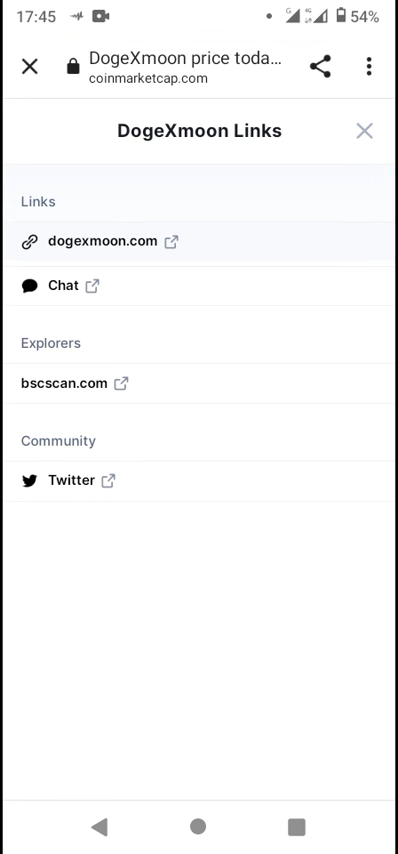 17:45
54%
DogeXmoon price toda...
coinmarketcap.com
DogeXmoon Links
Links
dogexmoon.com
Chat
Explorers
bscscan.com
Community
Twitter